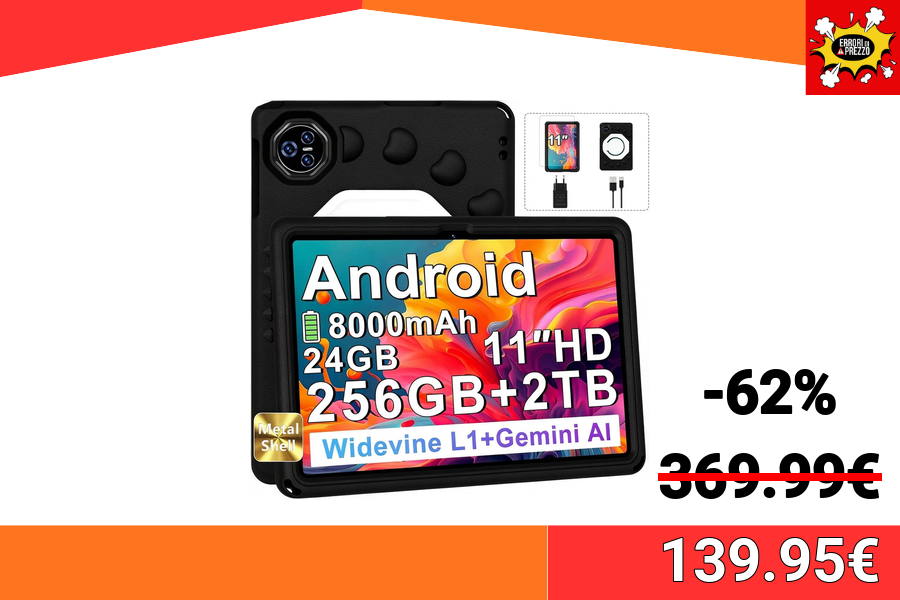 ERRORI DI
PREZZO
11"
Android
8000mAh
24GB
11"HD
256GB+2TB
Metal
Shell
Widevine L1+Gemini AI
-62%
369.99€
139.95€